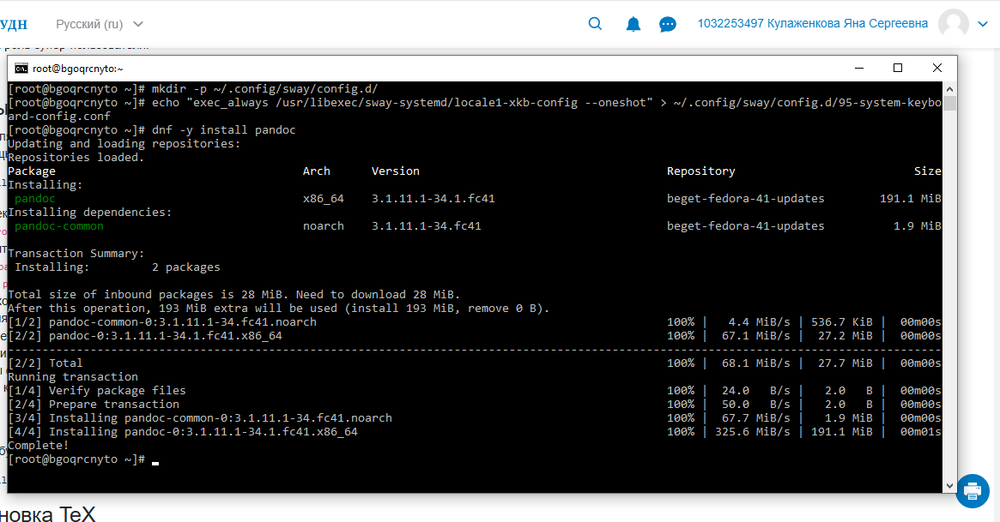 УДН
Русский (ru)
1032253497 Кулаженкова Яна Сергеевна
root@bgoqrcnyto:~
[root@bgoqrcnyto ~]# mkdir -p ~/.config/sway/config.d/
[root@bgoqrcnyto ~]# echo "exec_always /usr/libexec/sway-systemd/locale1-xkb-config --oneshot" > ~/.config/sway/config.d/95-system-keybo
ard-config.conf
[root@bgoqrcnyto ~]# dnf -y install pandoc
Updating and loading repositories:
Repositories loaded.
Package Arch Version Repository Size
Installing:
pandoc x86_64 3.1.11.1-34.1.fc41 beget-fedora-41-updates 191.1 MiB
Installing dependencies:
pandoc-common noarch 3.1.11.1-34.fc41 beget-fedora-41-updates 1.9 MiB
Transaction Summary:
Installing: 2 packages
Total size of inbound packages is 28 MiB. Need to download 28 MiB.
After this operation, 193 MiB extra will be used (install 193 MiB, remove 0 B).
[1/2] pandoc-common-0:3.1.11.1-34.fc41.noarch 100% | 4.4 MiB/s | 536.7 KiB | 00m00s
[2/2] pandoc-0:3.1.11.1-34.1.fc41.x86_64 100% | 67.1 MiB/s | 27.2 MiB | 00m00s
--------------------------------------------------------------------------------
[2/2] Total 100% | 68.1 MiB/s | 27.7 MiB | 00m00s
Running transaction
[1/4] Verify package files 100% | 24.0 B/s | 2.0 B | 00m00s
[2/4] Prepare transaction 100% | 50.0 B/s | 2.0 B | 00m00s
[3/4] Installing pandoc-common-0:3.1.11.1-34.fc41.noarch 100% | 67.7 MiB/s | 1.9 MiB | 00m00s
[4/4] Installing pandoc-0:3.1.11.1-34.1.fc41.x86_64 100% | 325.6 MiB/s | 191.1 MiB | 00m01s
Complete!
[root@bgoqrcnyto ~]#
новка TeX